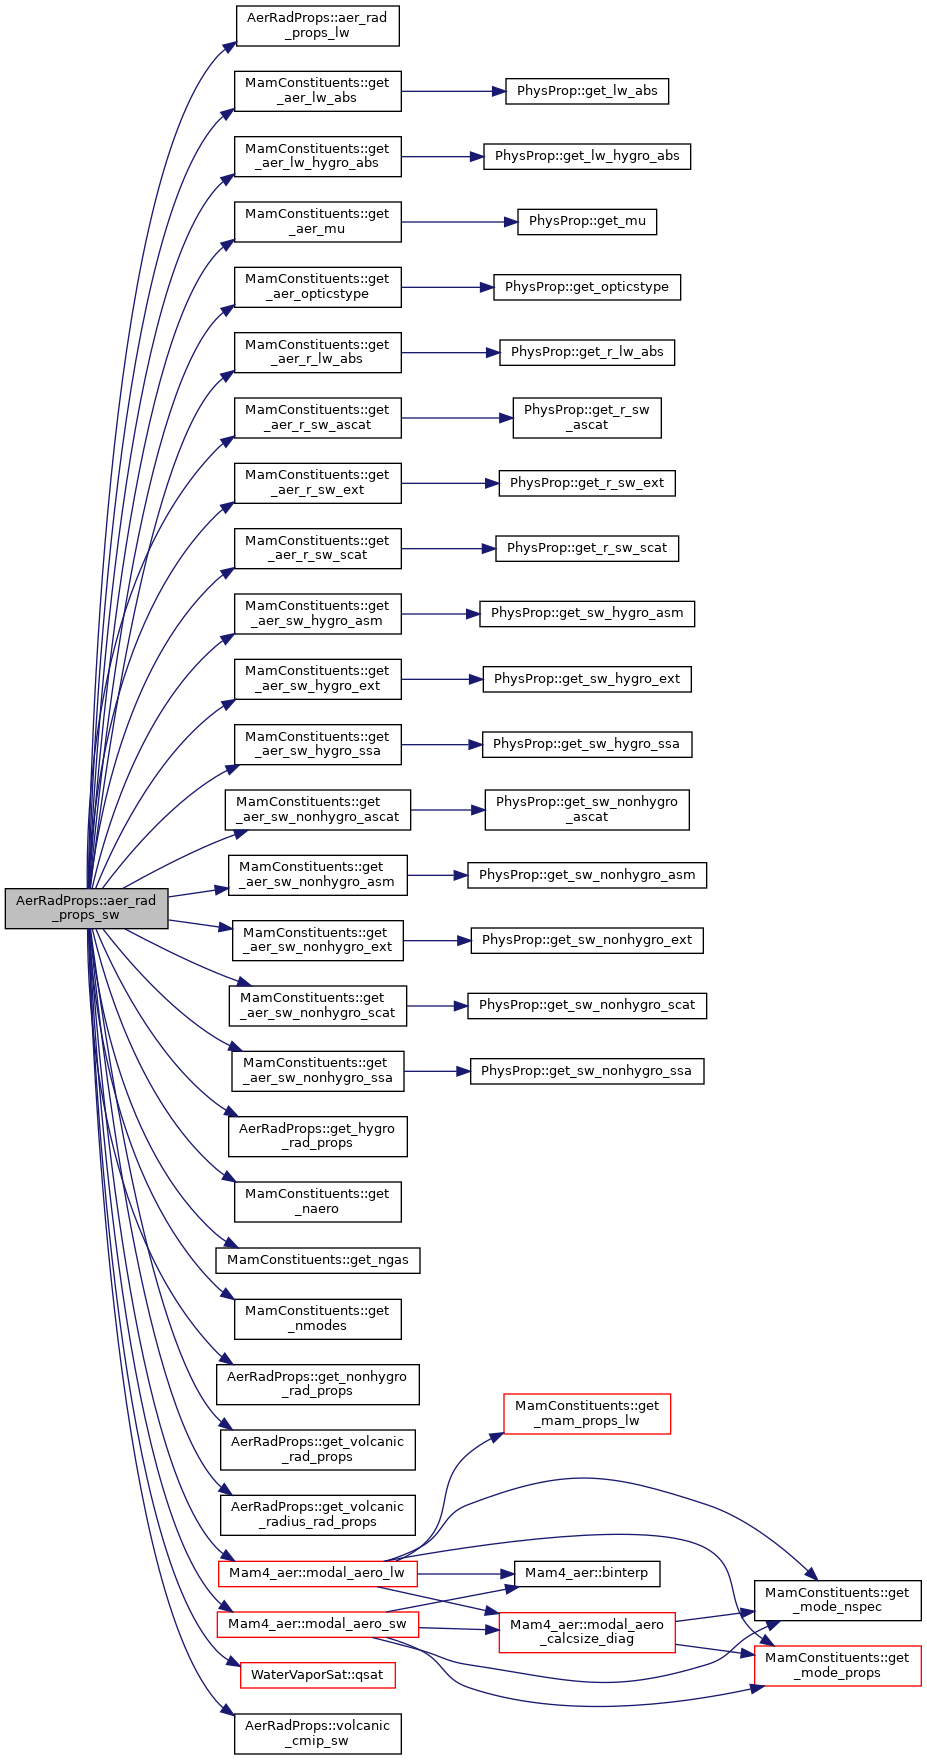 AerRadProps::aer_rad
_props_lw
MamConstituents::get
_aer_lw_abs
PhysProp::get_lw_abs
MamConstituents::get
_aer_lw_hygro_abs
PhysProp::get_lw_hygro_abs
MamConstituents::get
_aer_mu
PhysProp::get_mu
MamConstituents::get
_aer_opticstype
PhysProp::get_opticstype
MamConstituents::get
_aer_r_lw_abs
PhysProp::get_r_lw_abs
MamConstituents::get
_aer_r_sw_ascat
PhysProp::get_r_sw
_ascat
MamConstituents::get
_aer_r_sw_ext
PhysProp::get_r_sw_ext
MamConstituents::get
_aer_r_sw_scat
PhysProp::get_r_sw_scat
MamConstituents::get
_aer_sw_hygro_asm
PhysProp::get_sw_hygro_asm
MamConstituents::get
_aer_sw_hygro_ext
PhysProp::get_sw_hygro_ext
MamConstituents::get
_aer_sw_hygro_ssa
PhysProp::get_sw_hygro_ssa
MamConstituents::get
_aer_sw_nonhygro_ascat
PhysProp::get_sw_nonhygro
_ascat
MamConstituents::get
_aer_sw_nonhygro_asm
PhysProp::get_sw_nonhygro_asm
AerRadProps::aer_rad
_props_sw
MamConstituents::get
_aer_sw_nonhygro_ext
PhysProp::get_sw_nonhygro_ext
MamConstituents::get
_aer_sw_nonhygro_scat
PhysProp::get_sw_nonhygro_scat
MamConstituents::get
_aer_sw_nonhygro_ssa
PhysProp::get_sw_nonhygro_ssa
AerRadProps::get_hygro
_rad_props
MamConstituents::get
_naero
MamConstituents::get_ngas
MamConstituents::get
_nmodes
AerRadProps::get_nonhygro
_rad_props
MamConstituents::get
_mam_props_lw
AerRadProps::get_volcanic
_rad_props
AerRadProps::get_volcanic
_radius_rad_props
Mam4_aer::modal_aero_lw
Mam4_aer::binterp
MamConstituents::get
_mode_nspec
Mam4_aer::modal_aero_sw
Mam4_aer::modal_aero
_calcsize_diag
MamConstituents::get
_mode_props
WaterVaporSat::qsat
AerRadProps::volcanic
_cmip_sw